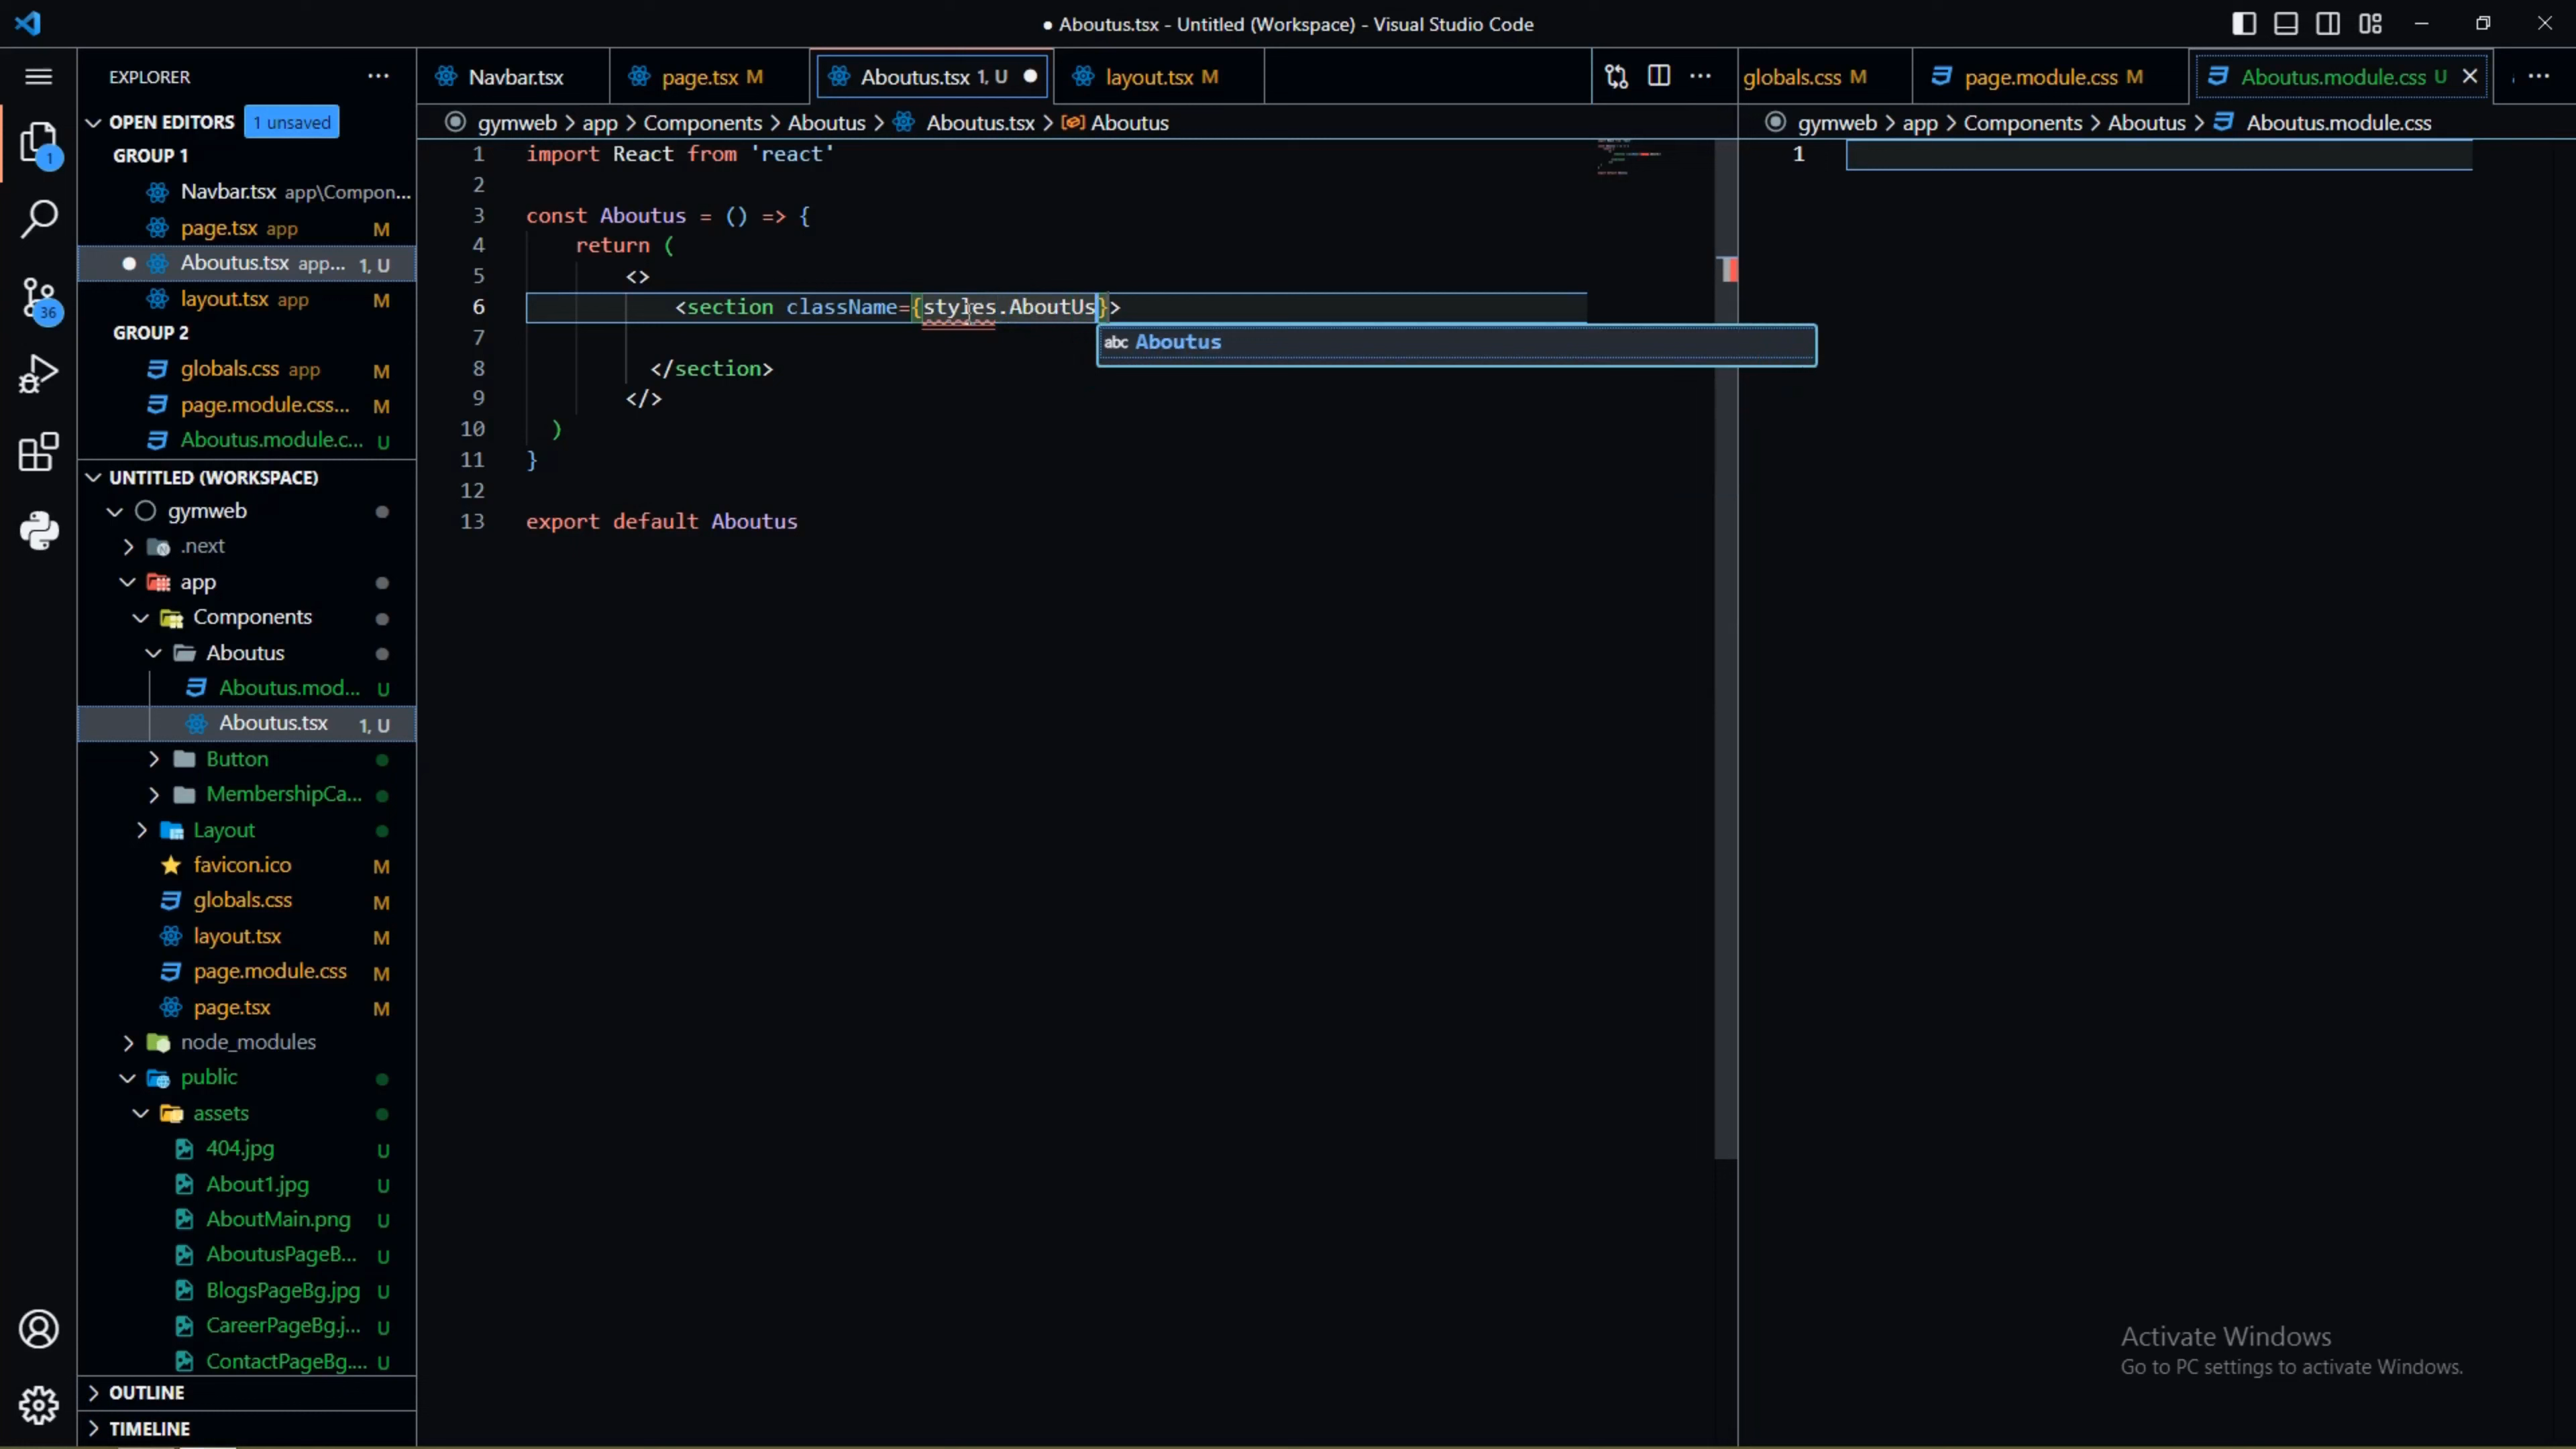 ● Aboutus.tsx - Untitled (Workspace) - Visual Studio Code
EXPLORER
OPEN EDITORS 1 unsaved
GROUP 1
Navbar.tsx app\Compon...
page.tsx app M
Aboutus.tsx app... 1, U
layout.tsx app M
GROUP 2
globals.css app M
page.module.css... M
Aboutus.module.c... U
UNTITLED (WORKSPACE)
gymweb
.next
app
Components
Aboutus
Aboutus.mod... U
Aboutus.tsx 1, U
Button
MembershipCa...
Layout
favicon.ico M
globals.css M
layout.tsx M
page.module.css M
page.tsx M
node_modules
public
assets
404.jpg U
About1.jpg U
AboutMain.png U
AboutusPageB... U
BlogsPageBg.jpg U
CareerPageBg.j... U
ContactPageBg.... U
OUTLINE
TIMELINE
1
36
Navbar.tsx page.tsx M Aboutus.tsx 1, U layout.tsx M
gymweb > app > Components > Aboutus > Aboutus.tsx > Aboutus
1 import React from 'react'
2
3 const Aboutus = () => {
4 return (
5 <>
6 <section className={styles.AboutUs}>
abc Aboutus
7
8 </section>
9 </>
10 )
11 }
12
13 export default Aboutus
globals.css M page.module.css M Aboutus.module.css U
gymweb > app > Components > Aboutus > Aboutus.module.css
1
Activate Windows
Go to PC settings to activate Windows.